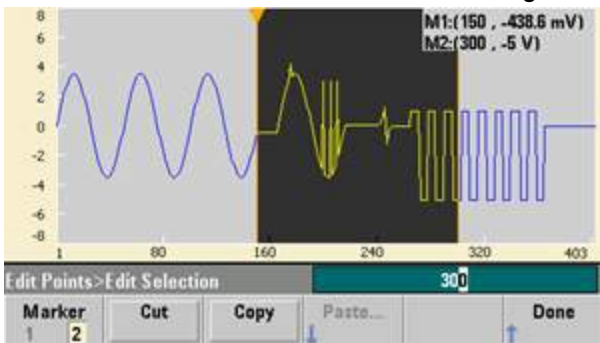 8
M1:(150 , -438.6 mV)
6
M2:(300 , -5 V)
4
2
0
-2
-4
-6
-8
1 80 160 240 320 403
Edit Points>Edit Selection 300
Marker Cut Copy Paste... Done
1 2